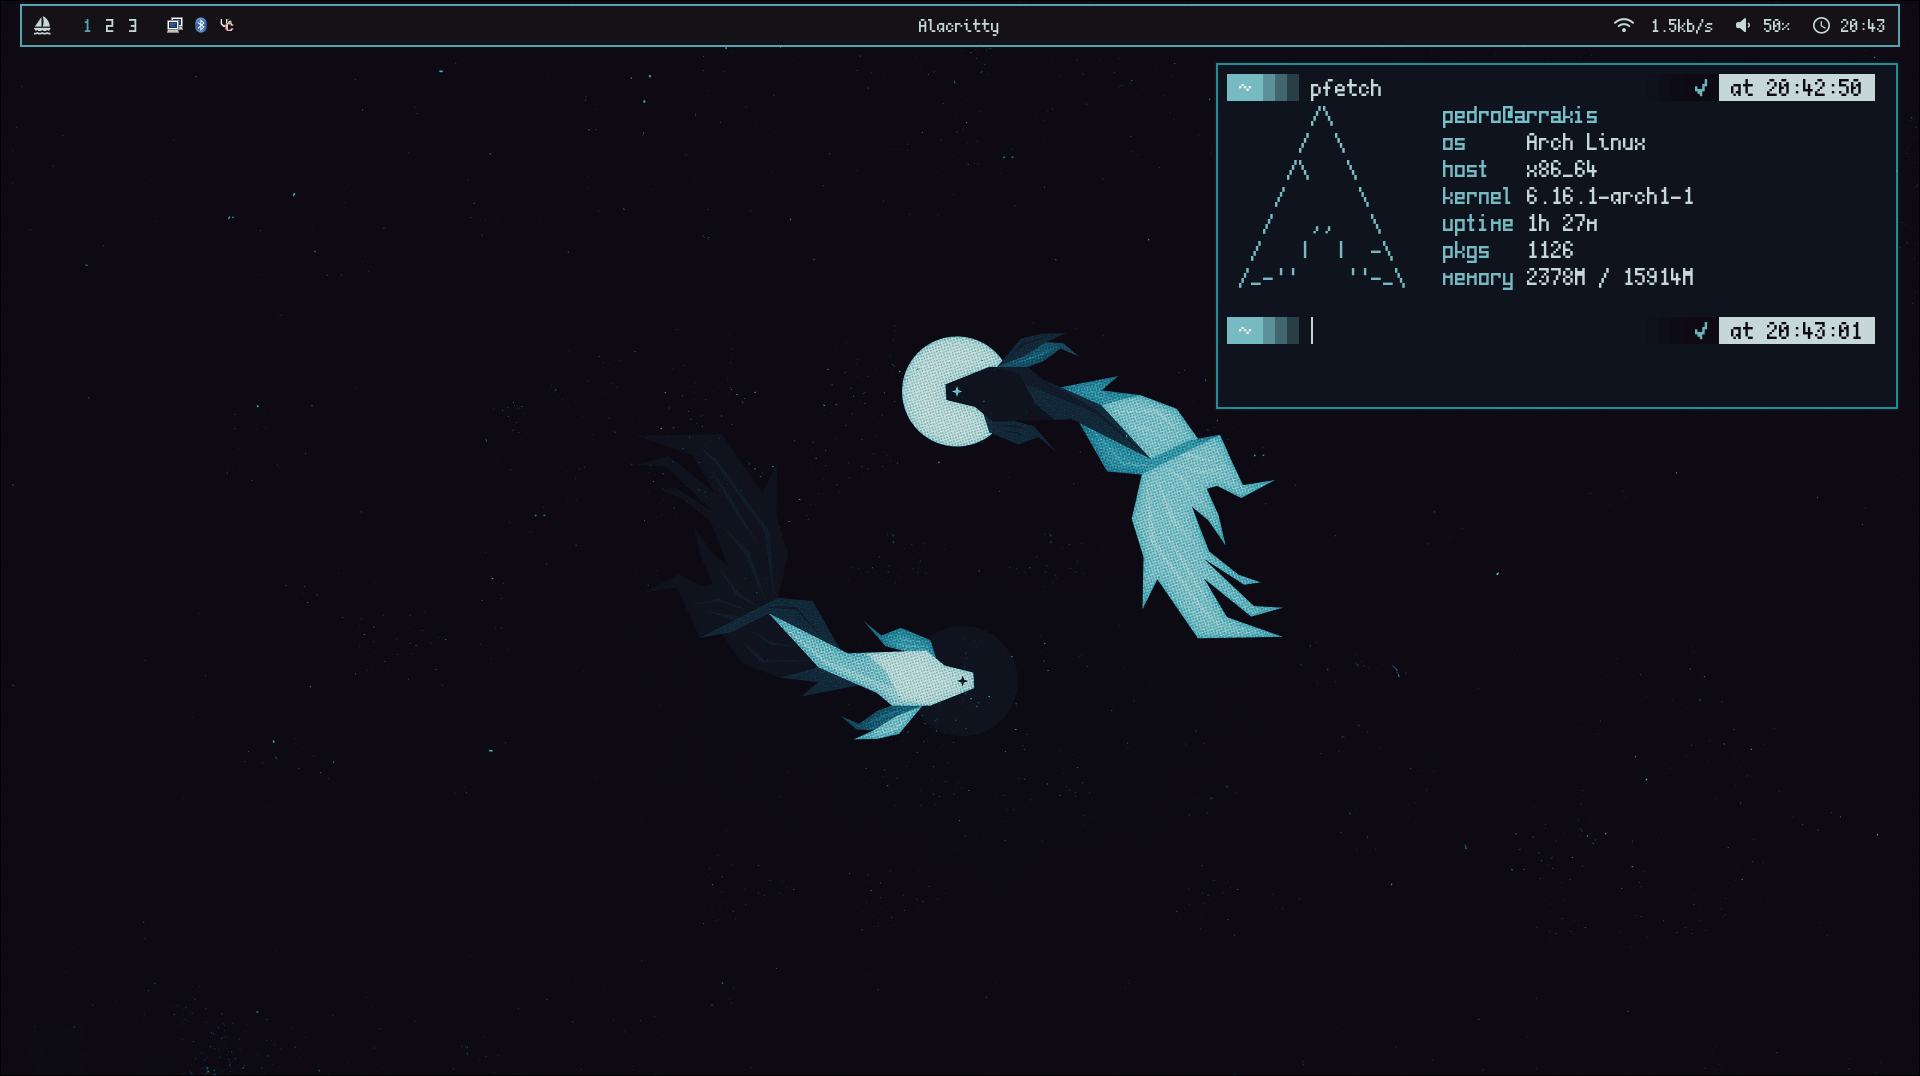 1 2 3
Alacritty
1.5kb/s 50% 20:43
~ pfetch ✓ at 20:42:50
pedro@arrakis
os Arch Linux
host x86_64
kernel 6.16.1-arch1-1
uptime 1h 27m
pkgs 1126
memory 2378M / 15914M
~ ✓ at 20:43:01